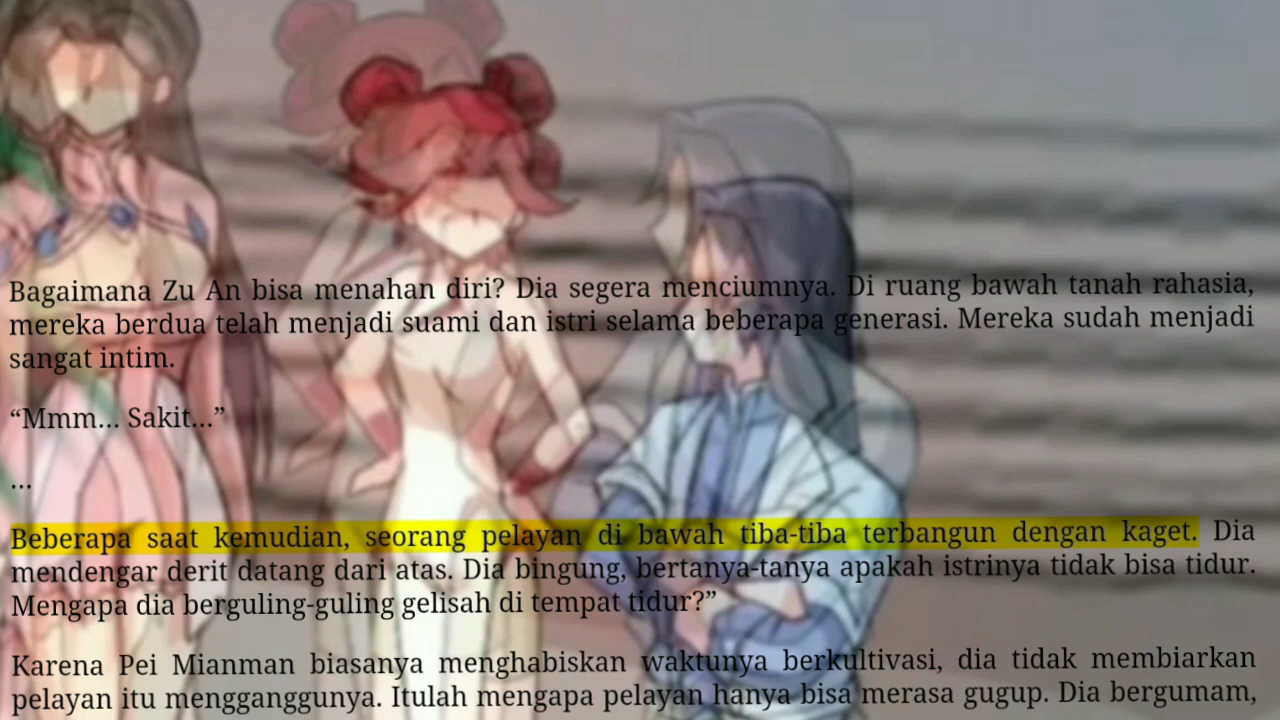 Bagaimana Zu An bisa menahan diri? Dia segera menciumnya. Di ruang bawah tanah rahasia,
mereka berdua telah menjadi suami dan istri selama beberapa generasi. Mereka sudah menjadi
sangat intim.
“Mmm… Sakit…”
…
Beberapa saat kemudian, seorang pelayan di bawah tiba-tiba terbangun dengan kaget. Dia
mendengar derit datang dari atas. Dia bingung, bertanya-tanya apakah istrinya tidak bisa tidur.
Mengapa dia berguling-guling gelisah di tempat tidur?”
Karena Pei Mianman biasanya menghabiskan waktunya berkultivasi, dia tidak membiarkan
pelayan itu mengganggunya. Itulah mengapa pelayan hanya bisa merasa gugup. Dia bergumam,